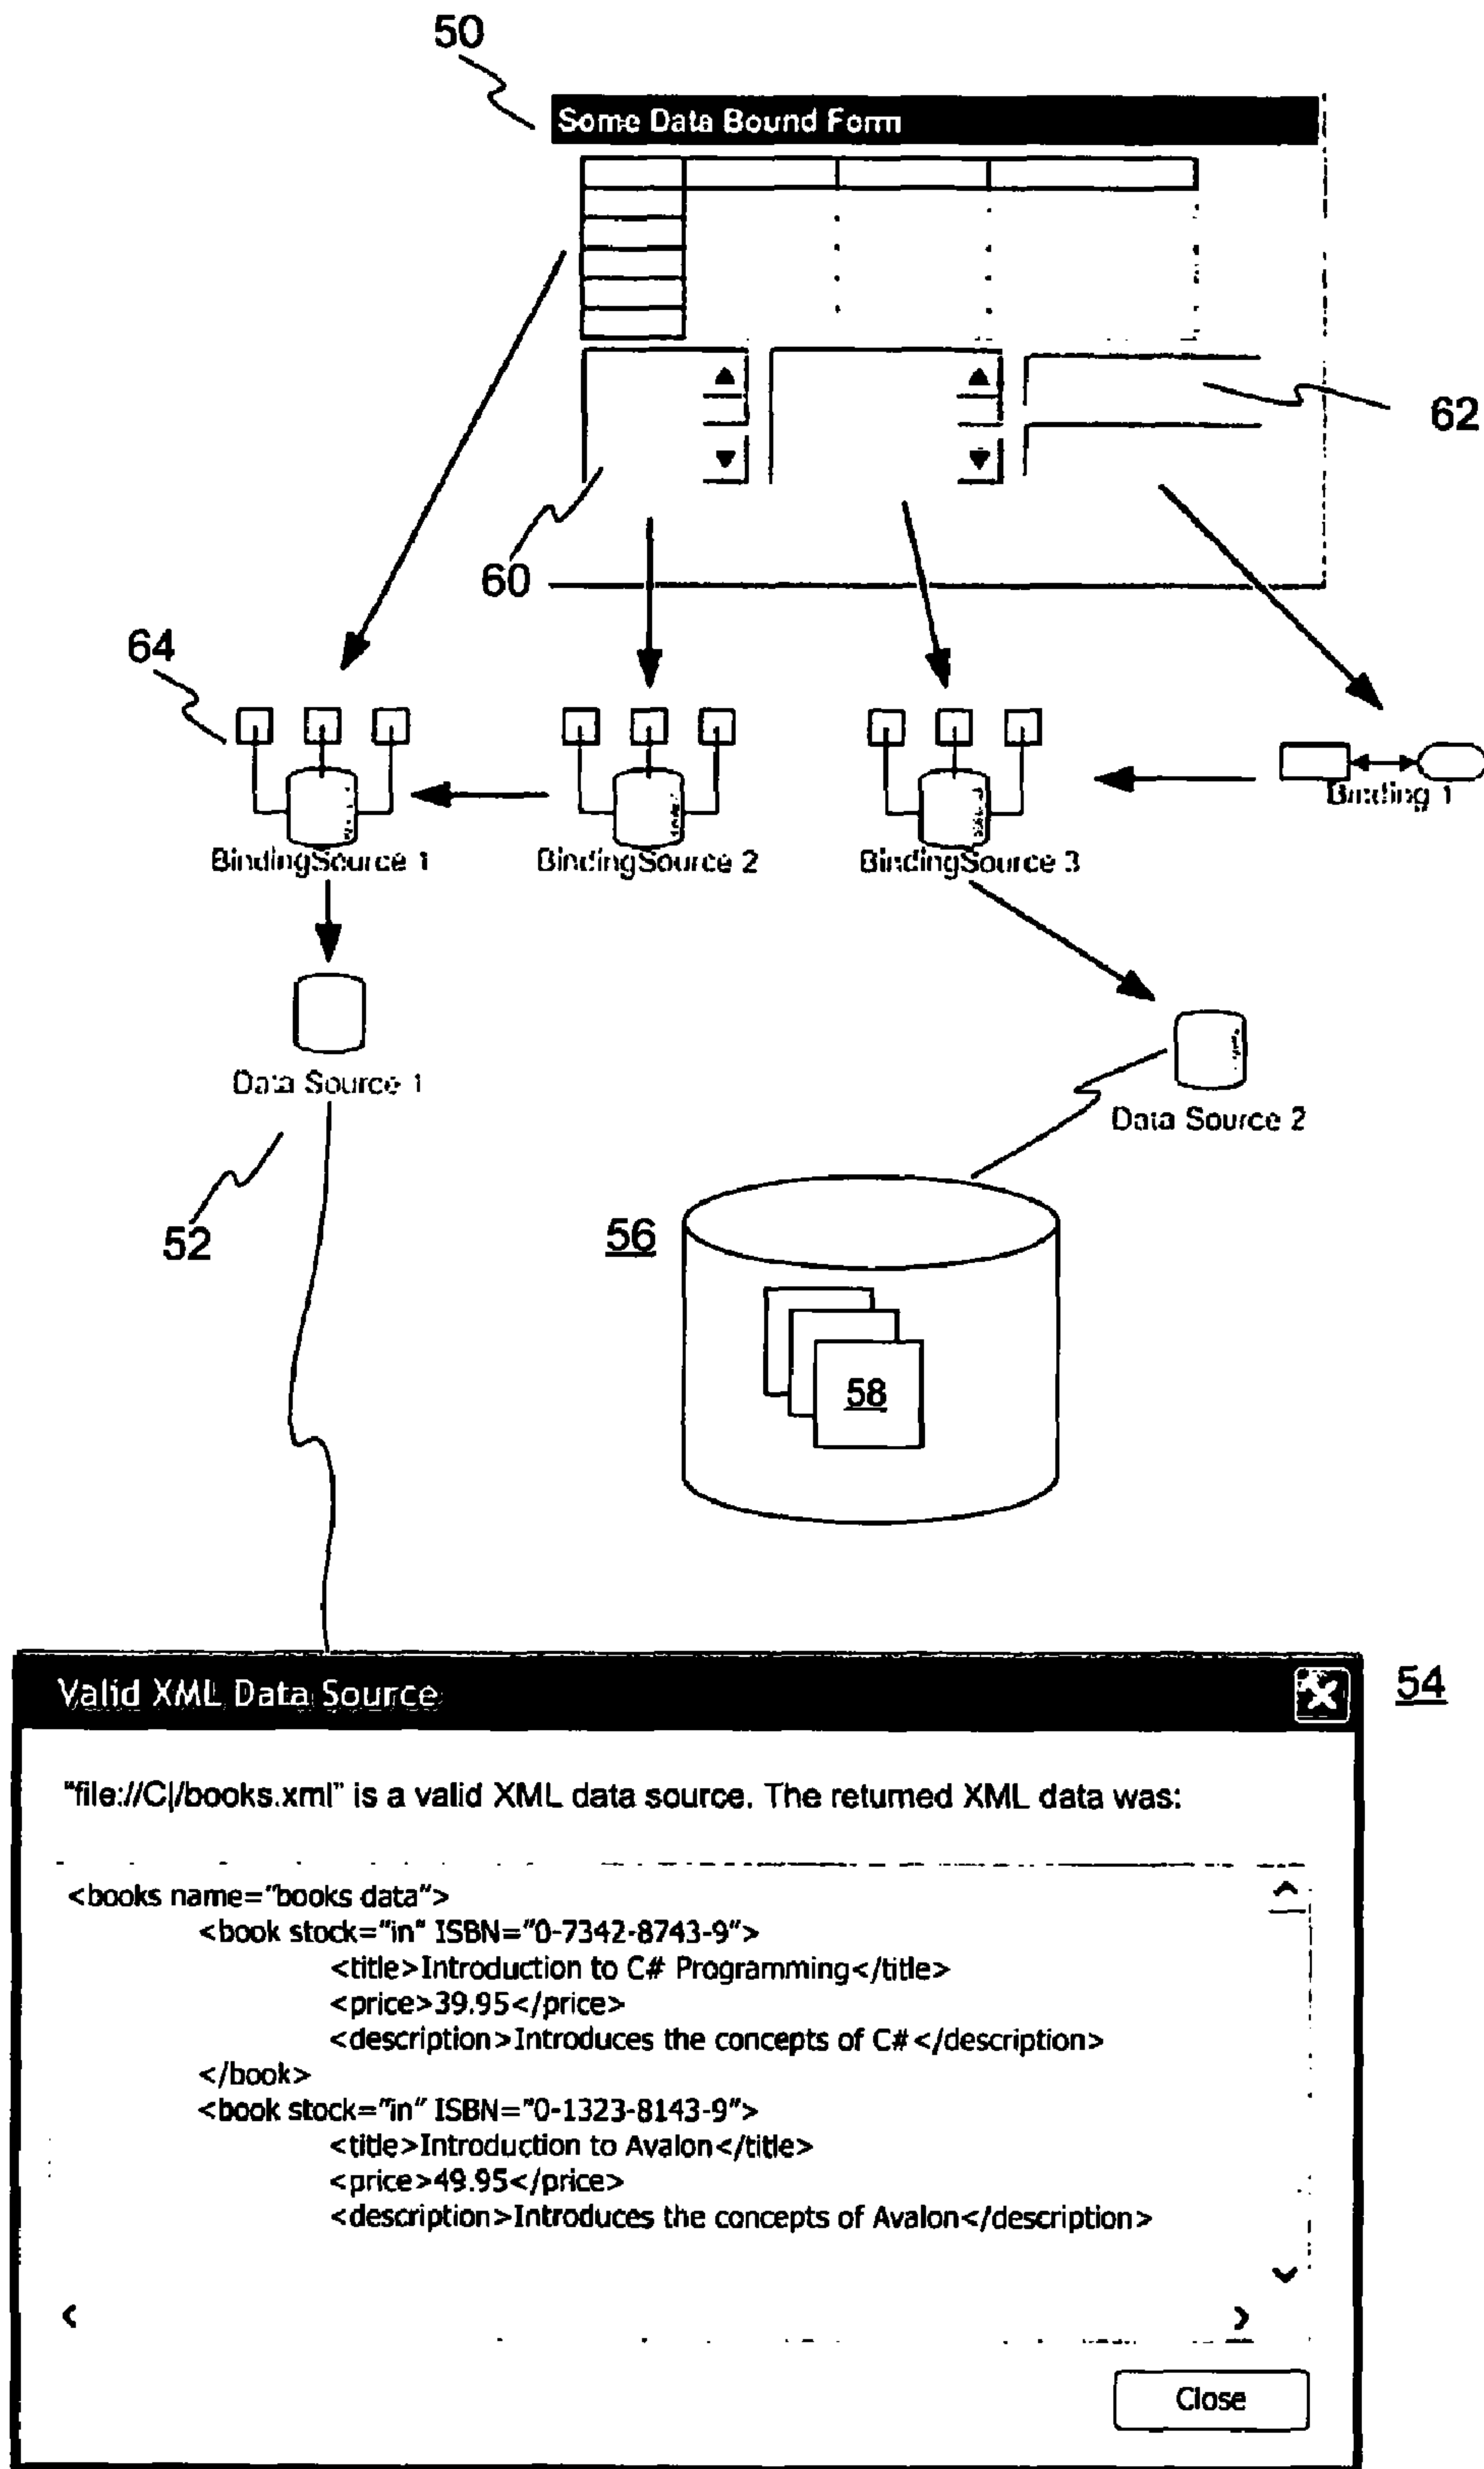 50
Some Data Bound Form
62
60
64
Binding 1
BindingSource 1
BindingSource 2
BindingSource 3
Data Source 1
Data Source 2
52
56
58
Valid XML Data Source
54
"file://C|/books.xml" is a valid XML data source. The returned XML data was:
<books name="books data">
<book stock="in" ISBN="0-7342-8743-9">
<title>Introduction to C# Programming</title>
<price>39.95</price>
<description>Introduces the concepts of C#</description>
</book>
<book stock="in" ISBN="0-1323-8143-9">
<title>Introduction to Avalon</title>
<price>49.95</price>
<description>Introduces the concepts of Avalon</description>
Close